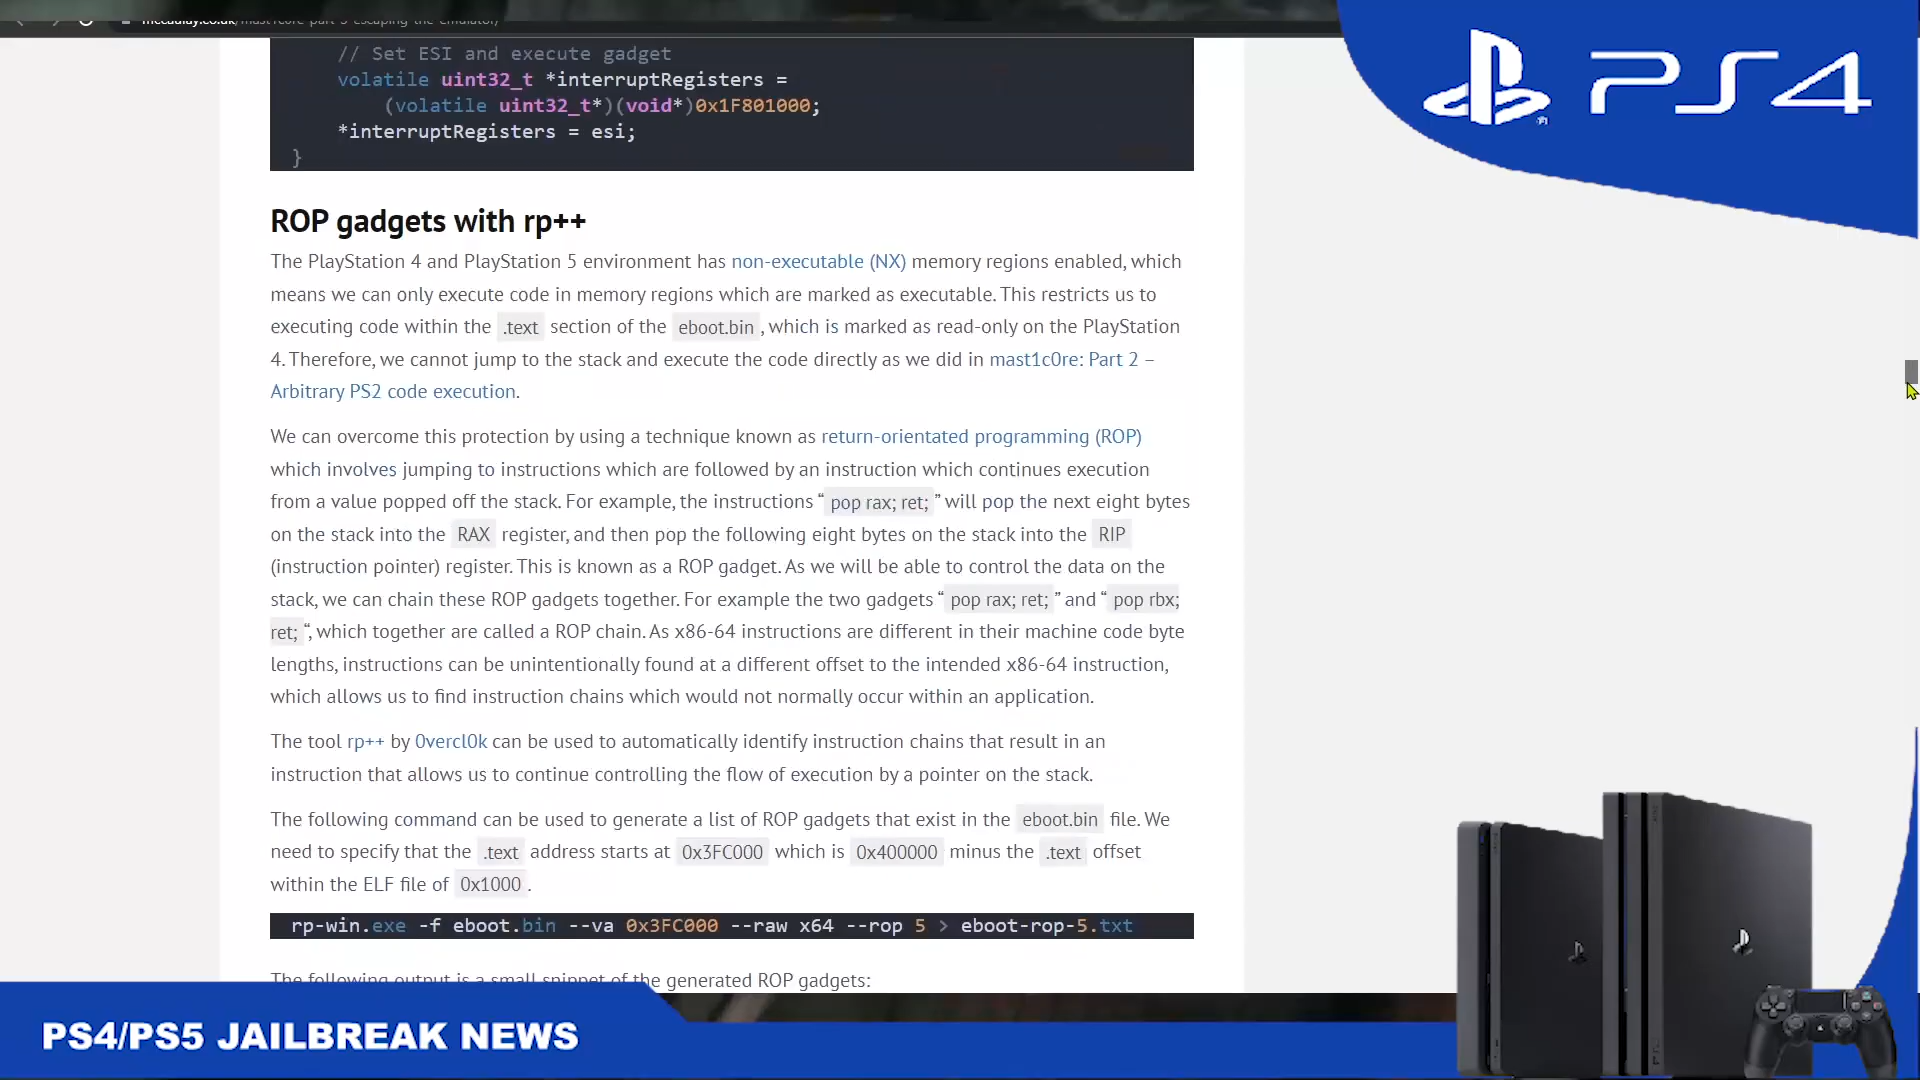 // Set ESI and execute gadget
volatile uint32_t *interruptRegisters =
(volatile uint32_t*)(void*)0x1F801000;
*interruptRegisters = esi;
}
ROP gadgets with rp++
The PlayStation 4 and PlayStation 5 environment has non-executable (NX) memory regions enabled, which
means we can only execute code in memory regions which are marked as executable. This restricts us to
executing code within the .text section of the eboot.bin, which is marked as read-only on the PlayStation
4. Therefore, we cannot jump to the stack and execute the code directly as we did in mast1c0re: Part 2 –
Arbitrary PS2 code execution.
We can overcome this protection by using a technique known as return-orientated programming (ROP)
which involves jumping to instructions which are followed by an instruction which continues execution
from a value popped off the stack. For example, the instructions “ pop rax; ret; ” will pop the next eight bytes
on the stack into the RAX register, and then pop the following eight bytes on the stack into the RIP
(instruction pointer) register. This is known as a ROP gadget. As we will be able to control the data on the
stack, we can chain these ROP gadgets together. For example the two gadgets “ pop rax; ret; ” and “ pop rbx;
ret; “, which together are called a ROP chain. As x86-64 instructions are different in their machine code byte
lengths, instructions can be unintentionally found at a different offset to the intended x86-64 instruction,
which allows us to find instruction chains which would not normally occur within an application.
The tool rp++ by 0vercl0k can be used to automatically identify instruction chains that result in an
instruction that allows us to continue controlling the flow of execution by a pointer on the stack.
The following command can be used to generate a list of ROP gadgets that exist in the eboot.bin file. We
need to specify that the .text address starts at 0x3FC000 which is 0x400000 minus the .text offset
within the ELF file of 0x1000 .
rp-win.exe -f eboot.bin --va 0x3FC000 --raw x64 --rop 5 > eboot-rop-5.txt
The following output is a small snippet of the generated ROP gadgets:
PS4
PS4/PS5 JAILBREAK NEWS